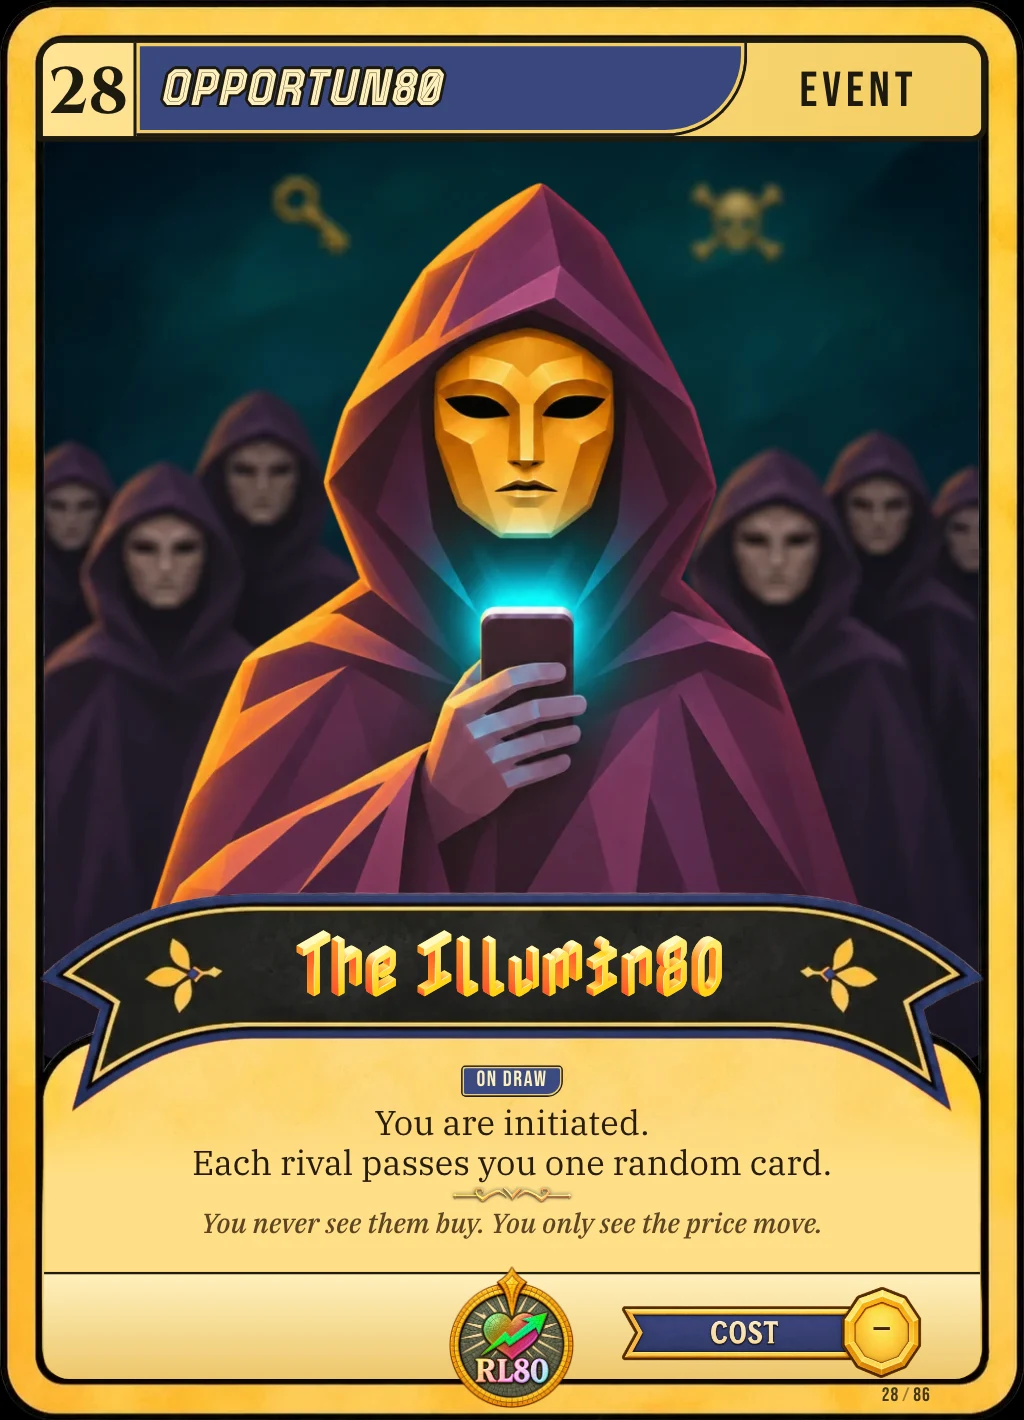 28
OPPORTUN80
EVENT
The Illumin80
ON DRAW
You are initiated.
Each rival passes you one random card.
You never see them buy. You only see the price move.
RL80
COST
–
28 / 86